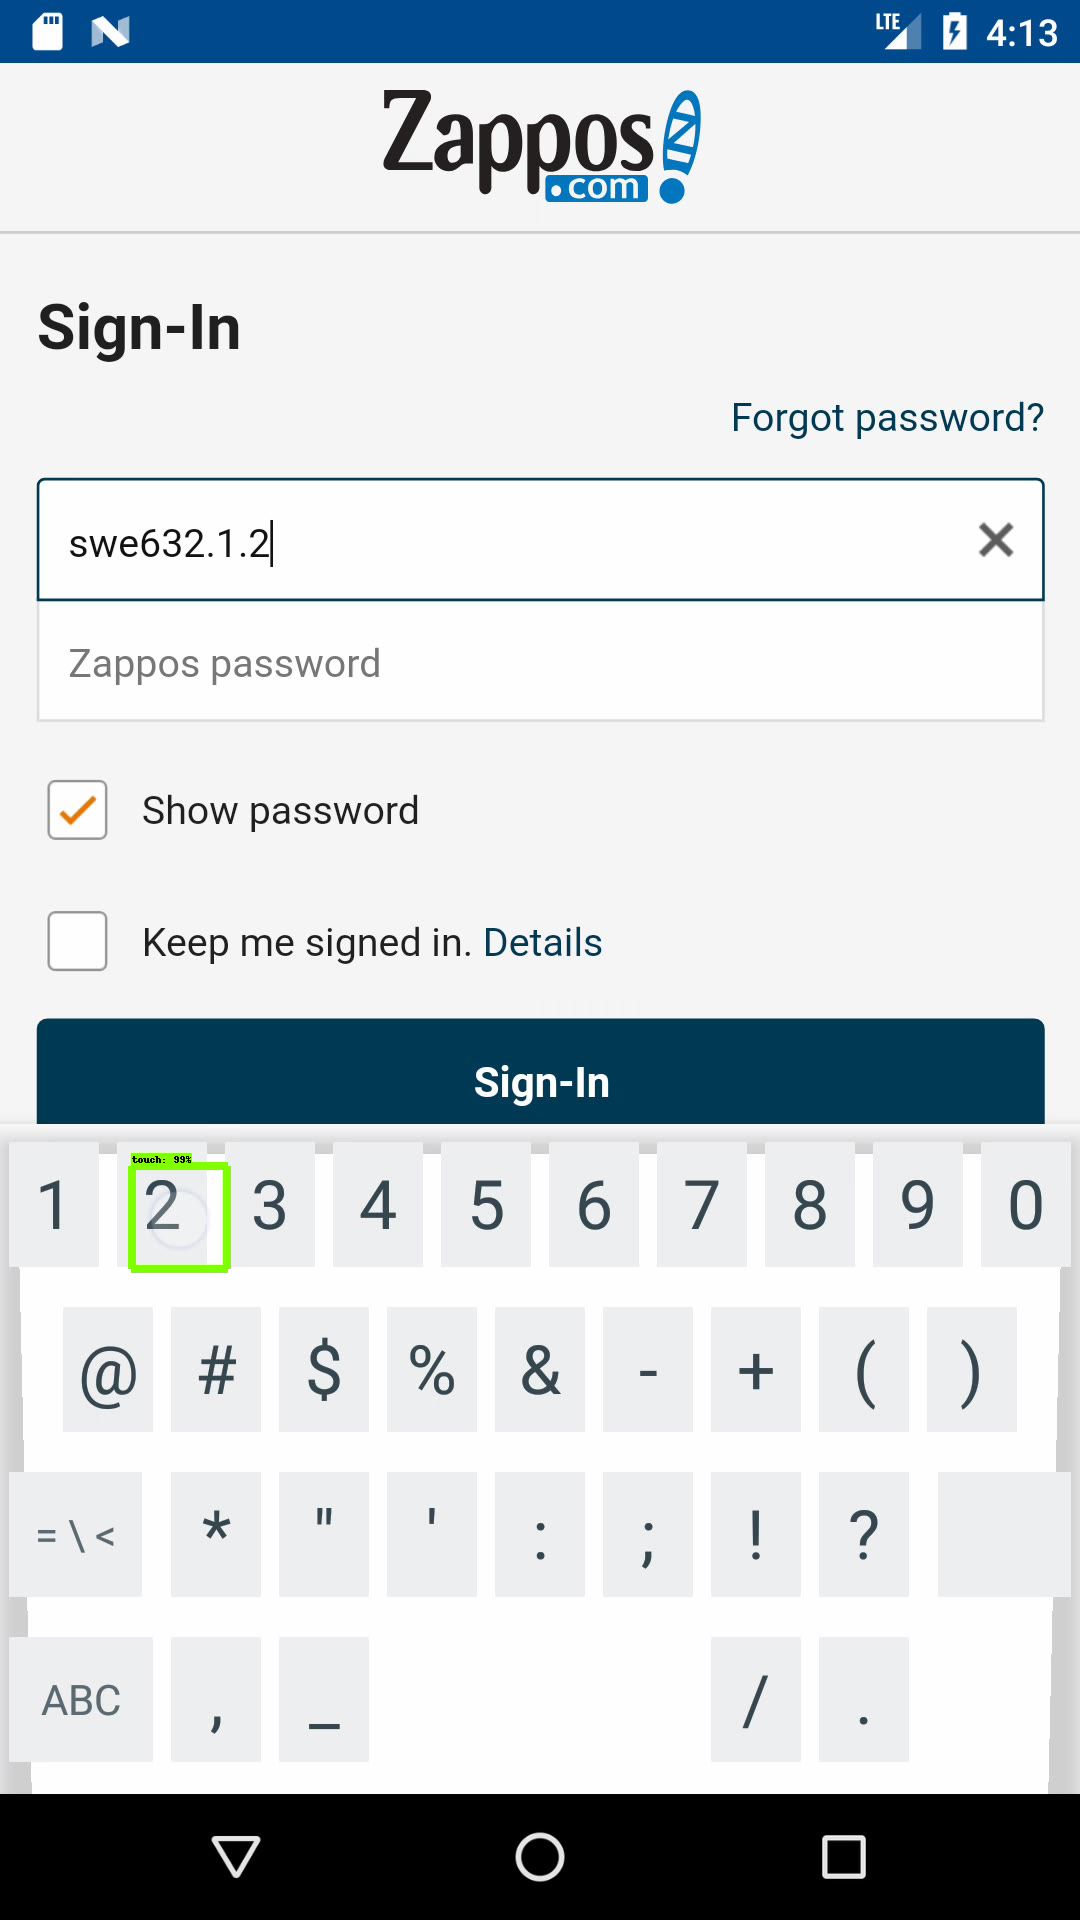 LTE 4:13
Zappos
.com
Sign-In
Forgot password?
swe632.1.2
Zappos password
Show password
Keep me signed in. Details
Sign-In
touch: 99%
1 2 3 4 5 6 7 8 9 0
@ # $ % & - + ( )
= \ < * " ' : ; ! ?
ABC , _ / .